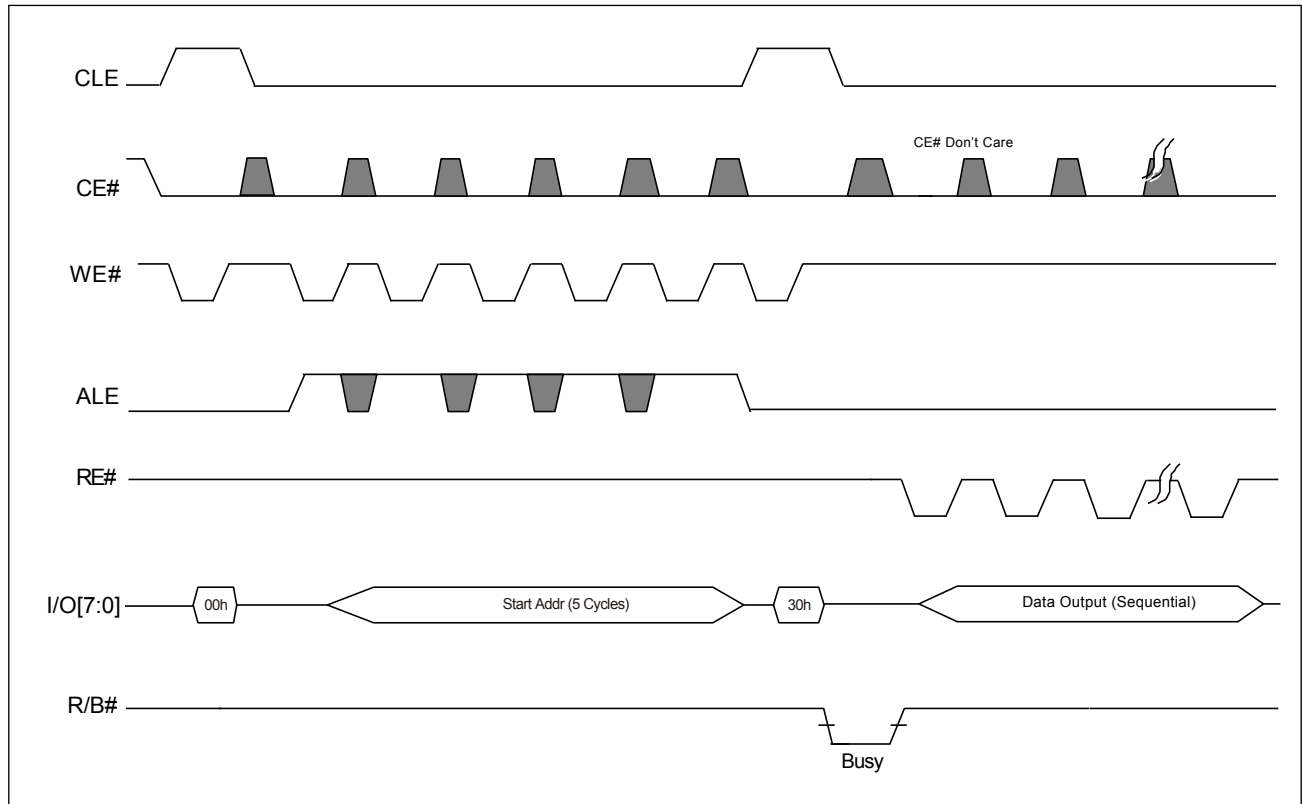 CLE
CE# Don't Care
CE#
WE#
ALE
RE#
I/O[7:0]
00h
Start Addr (5 Cycles)
30h
Data Output (Sequential)
R/B#
Busy